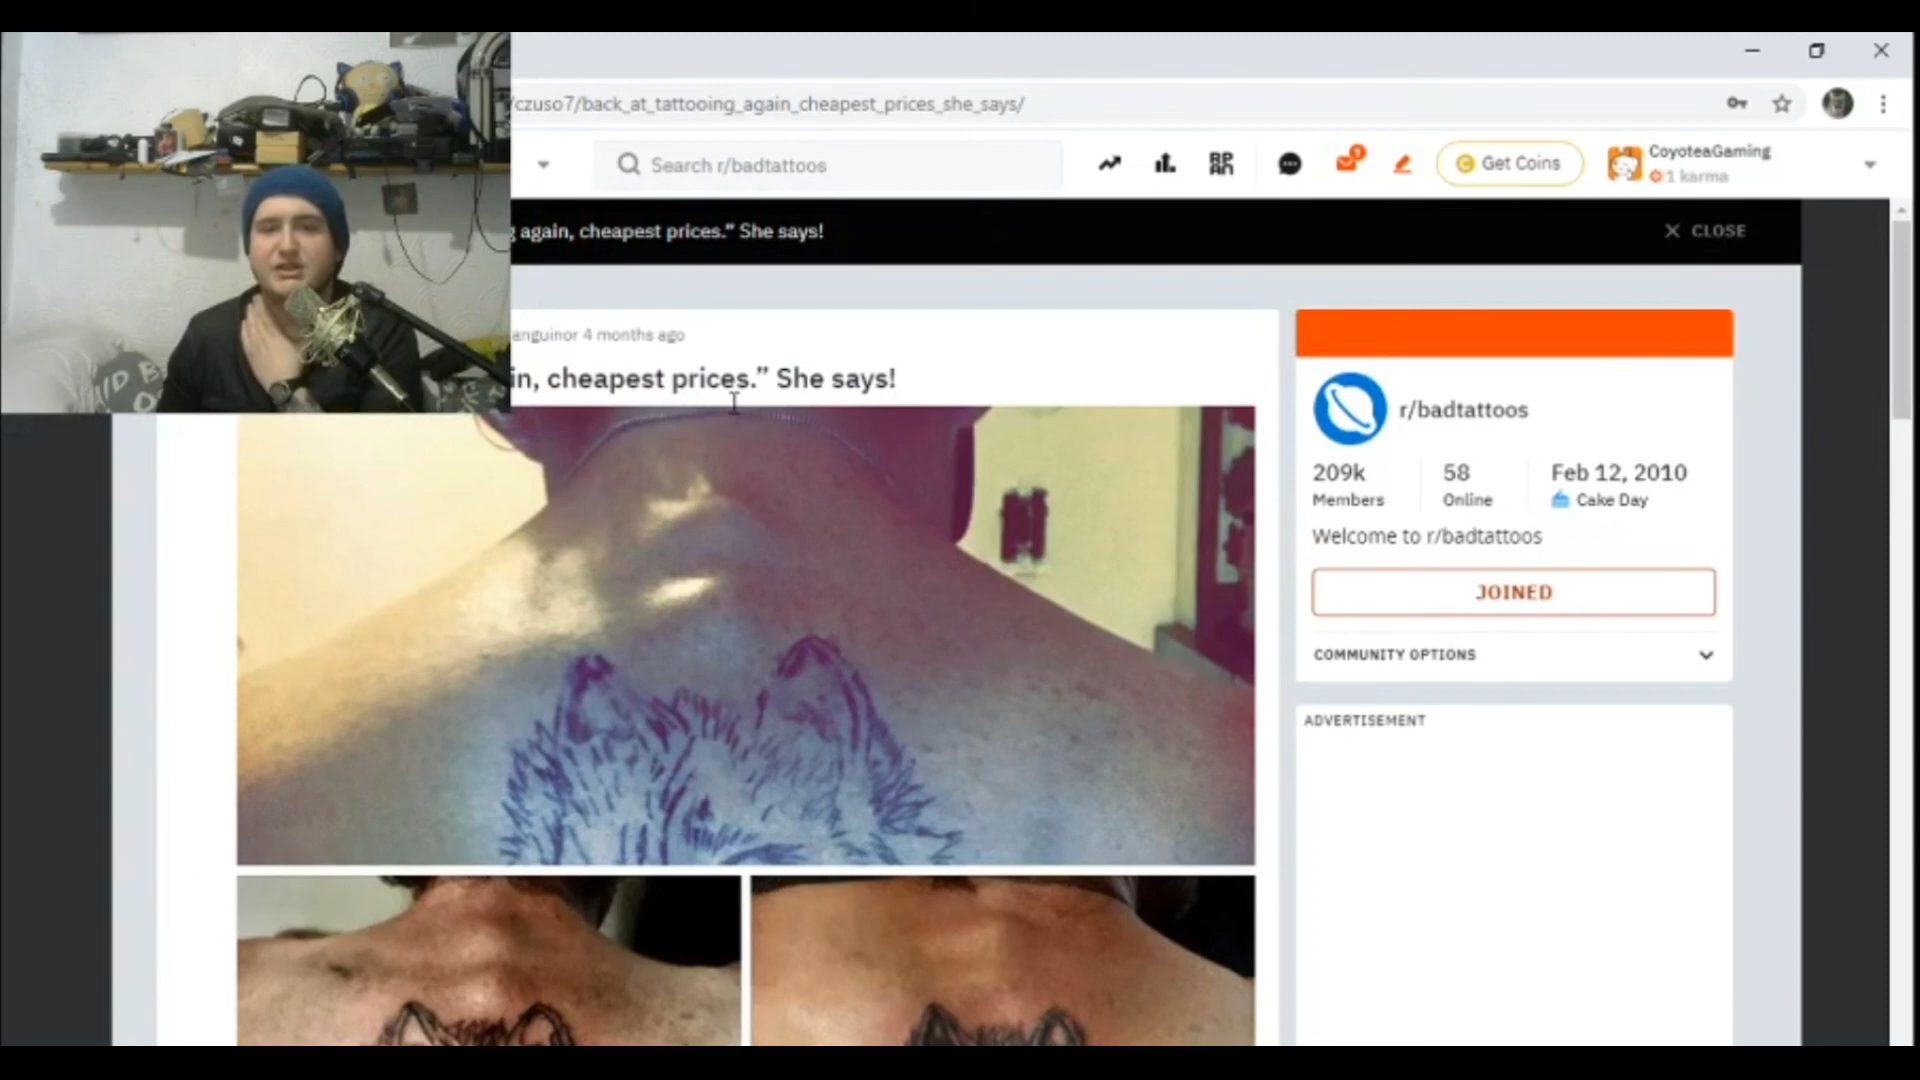 /czuso7/back_at_tattooing_again_cheapest_prices_she_says/
Search r/badtattoos
Get Coins
CoyoteaGaming
1 karma
again, cheapest prices.” She says!
CLOSE
anguinor 4 months ago
in, cheapest prices.” She says!
r/badtattoos
209k
58
Feb 12, 2010
Members
Online
Cake Day
Welcome to r/badtattoos
JOINED
COMMUNITY OPTIONS
ADVERTISEMENT